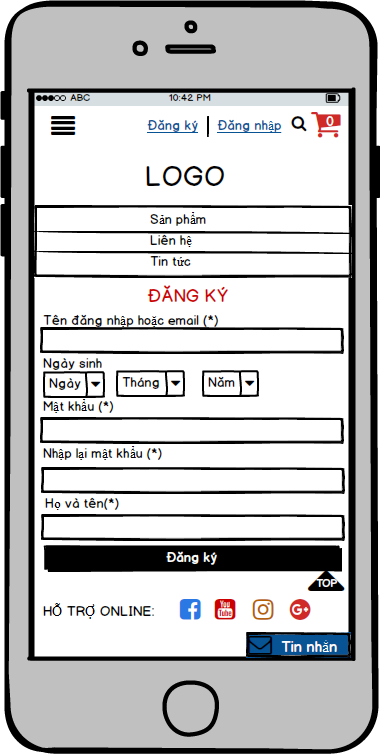 ABC 10:42 PM
Đăng ký Đăng nhập 0
LOGO
Sản phẩm
Liên hệ
Tin tức
ĐĂNG KÝ
Tên đăng nhập hoặc email (*)
Ngày sinh
Ngày Tháng Năm
Mật khẩu (*)
Nhập lại mật khẩu (*)
Họ và tên(*)
Đăng ký
TOP
HỖ TRỢ ONLINE: f You Tube G+
Tin nhắn